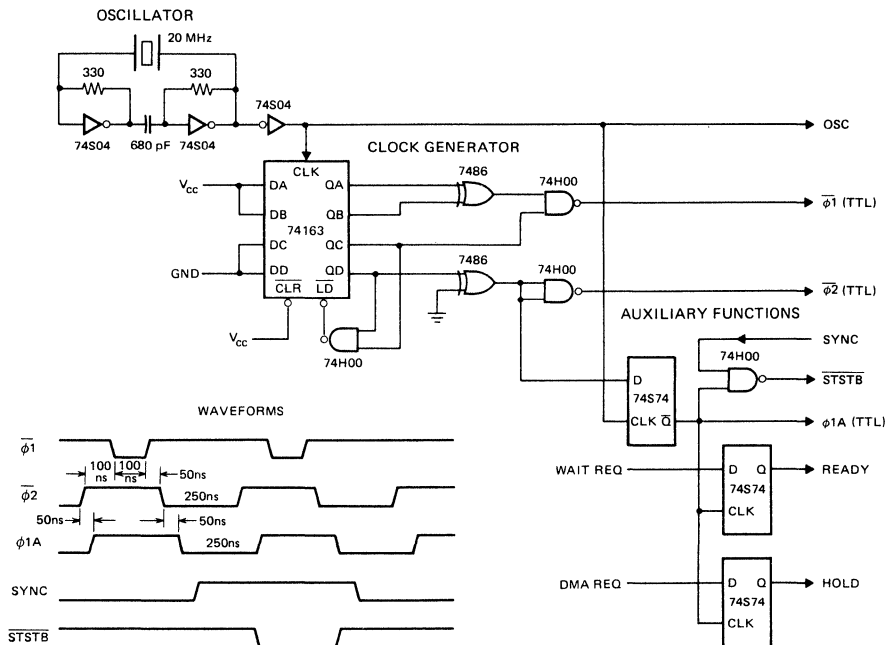 OSCILLATOR
20 MHz
330
330
74S04
74S04
680 pF
74S04
OSC
CLOCK GENERATOR
CLK
7486
74H00
VCC
DA
QA
φ1 (TTL)
DB
QB
74163
DC
QC
GND
DD
QD
7486
74H00
φ2 (TTL)
CLR
LD
AUXILIARY FUNCTIONS
VCC
74H00
SYNC
74H00
STSTB
D
74S74
CLK
Q
φ1A (TTL)
WAVEFORMS
φ1
100 ns
100 ns
50ns
φ2
250ns
50ns
50ns
φ1A
250ns
SYNC
STSTB
WAIT REQ
D
Q
READY
74S74
CLK
DMA REQ
D
Q
HOLD
74S74
CLK